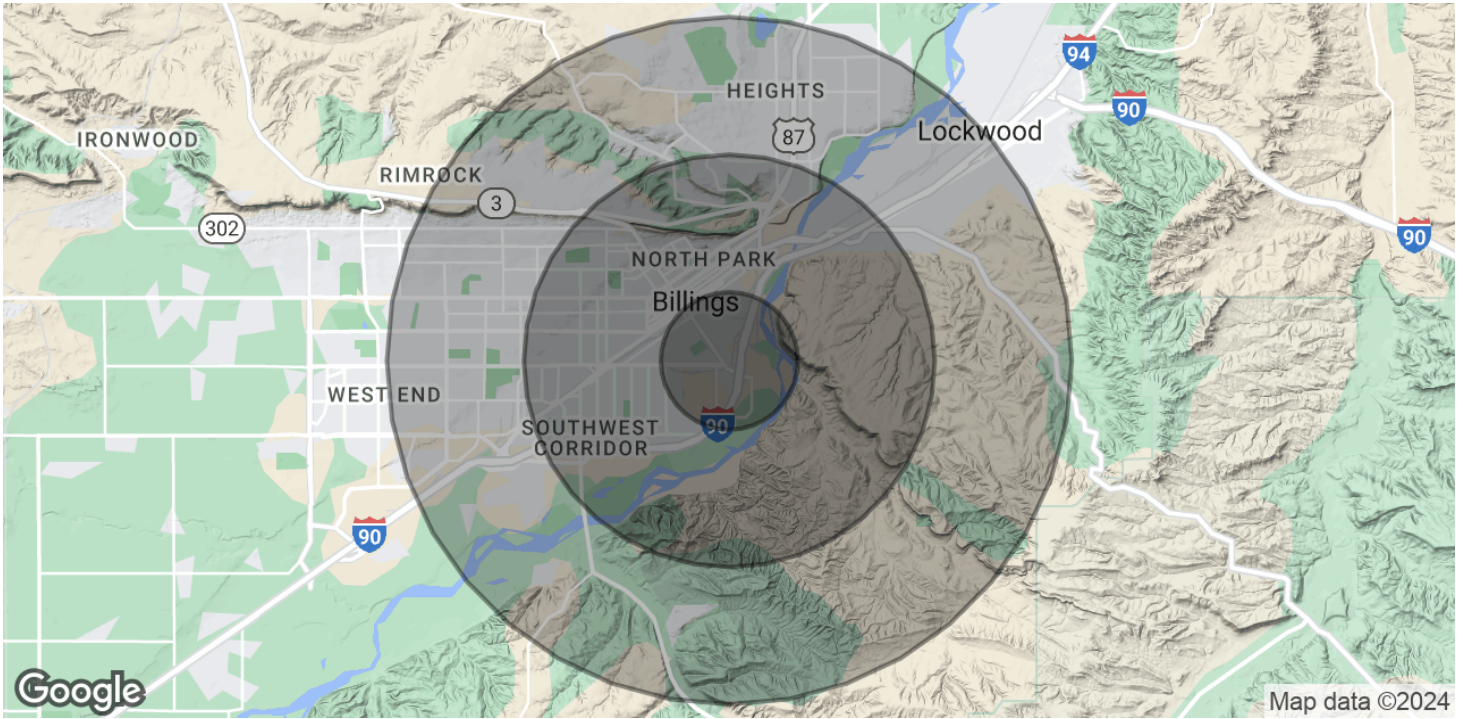 94
HEIGHTS
90
87
Lockwood
IRONWOOD
RIMROCK
3
302
90
NORTH PARK
Billings
WEST END
90
SOUTHWEST
CORRIDOR
90
Google
Map data ©2024